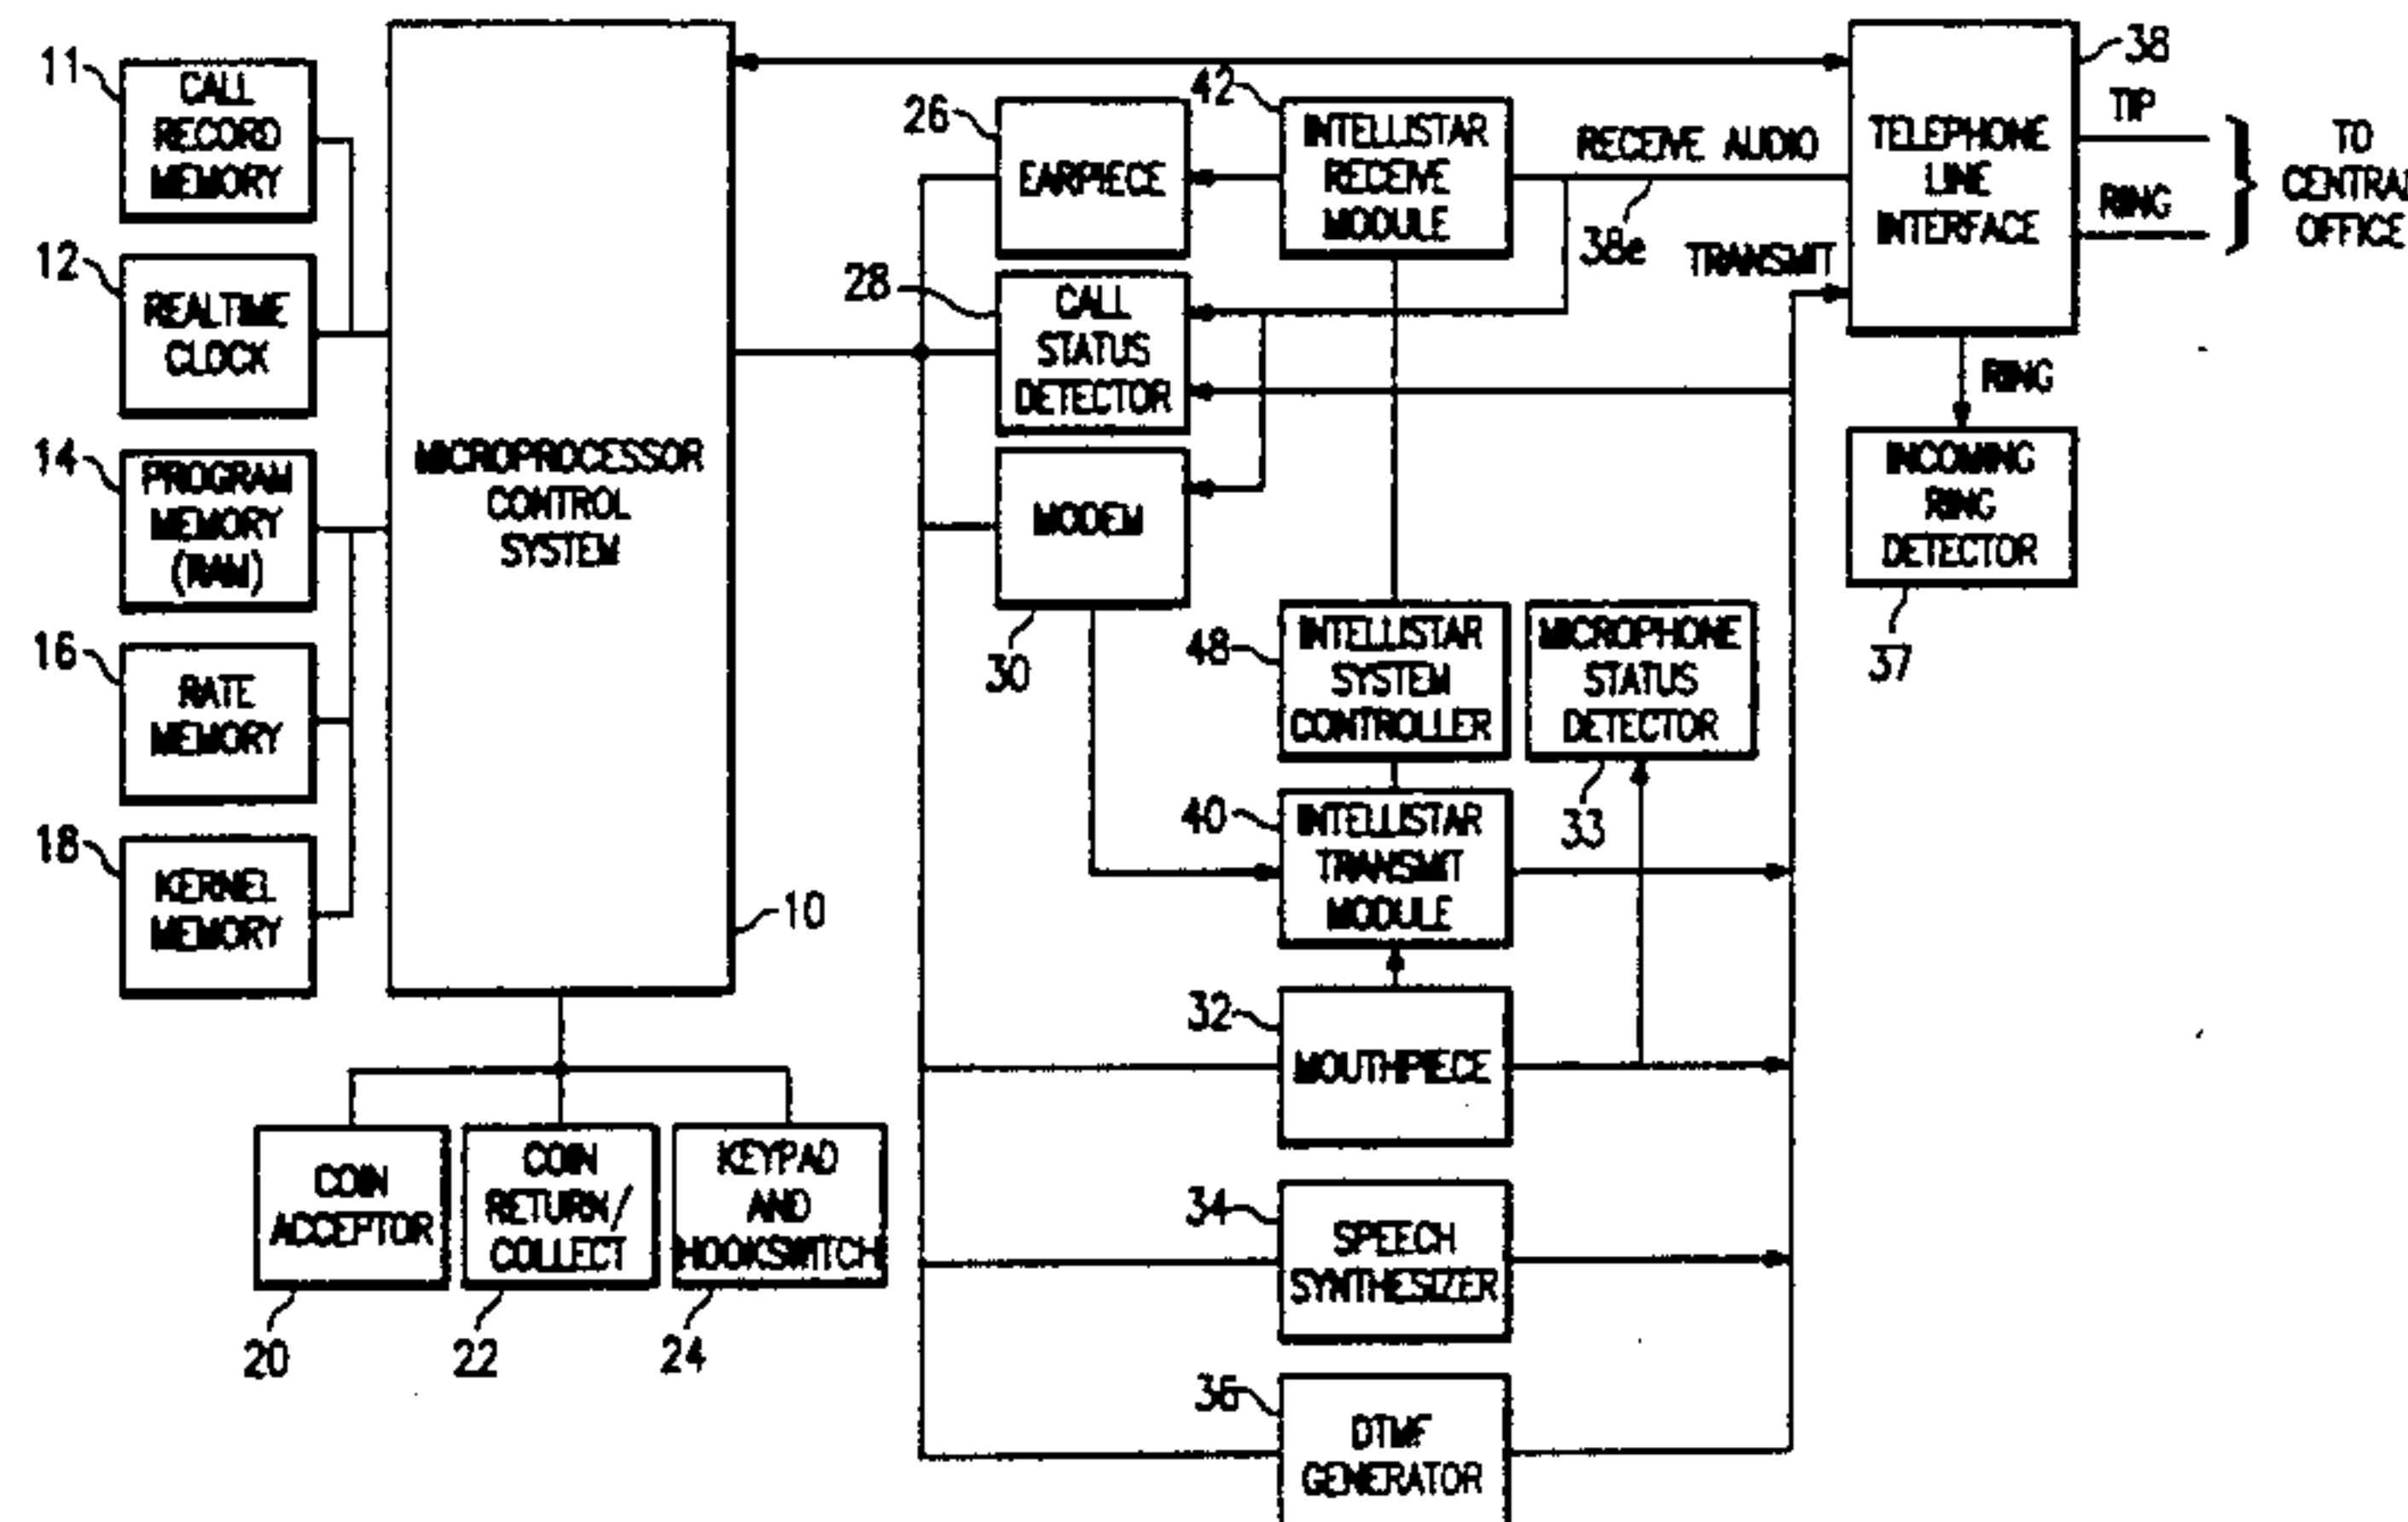 11
CALL
RECORD
MEMORY
12
REALTIME
CLOCK
14
PROGRAM
MEMORY
(RAM)
16
RATE
MEMORY
18
KERNEL
MEMORY
MICROPROCESSOR
CONTROL
SYSTEM
10
COIN
ACCEPTOR
20
COIN
RETURN/
COLLECT
22
KEYPAD
AND
HOOKSWITCH
24
26
EARPIECE
28
CALL
STATUS
DETECTOR
MODEM
30
42
INTELLISTAR
RECEIVE
MODULE
RECEIVE AUDIO
38e
TRANSMIT
48
INTELLISTAR
SYSTEM
CONTROLLER
MICROPHONE
STATUS
DETECTOR
33
40
INTELLISTAR
TRANSMIT
MODULE
32
MOUTHPIECE
34
SPEECH
SYNTHESIZER
36
DTMF
GENERATOR
38
TELEPHONE
LINE
INTERFACE
TIP
RING
TO
CENTRAL
OFFICE
RING
INCOMING
RING
DETECTOR
37